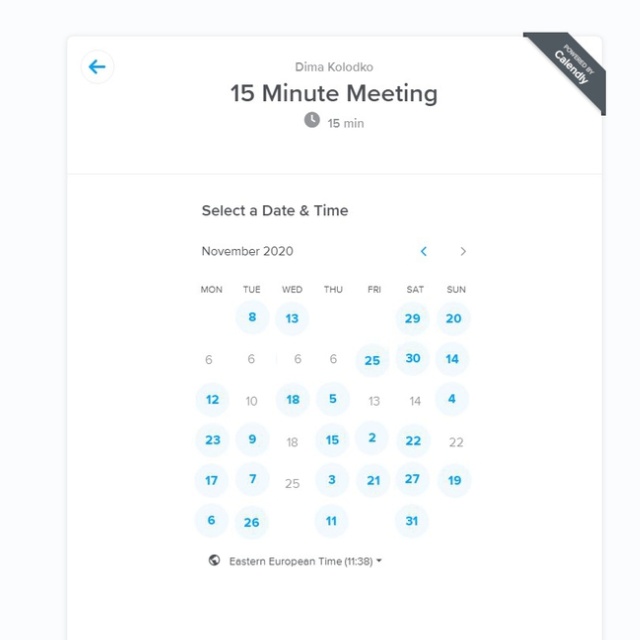 POWERED BY
Calendly
Dima Kolodko
15 Minute Meeting
15 min
Select a Date & Time
November 2020
MON TUE WED THU FRI SAT SUN
8 13 29 20
6 6 6 6 25 30 14
12 10 18 5 13 14 4
23 9 18 15 2 22 22
17 7 25 3 21 27 19
6 26 11 31
Eastern European Time (11:38)